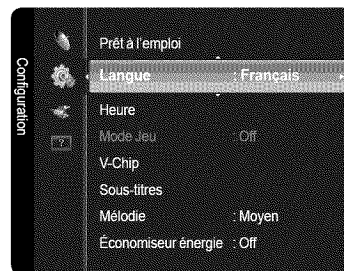 Configuration
Prêt à l'emploi
Langue : Français
Heure
Mode Jeu : Off
V-Chip
Sous-titres
Mélodie : Moyen
Économiseur énergie : Off
?